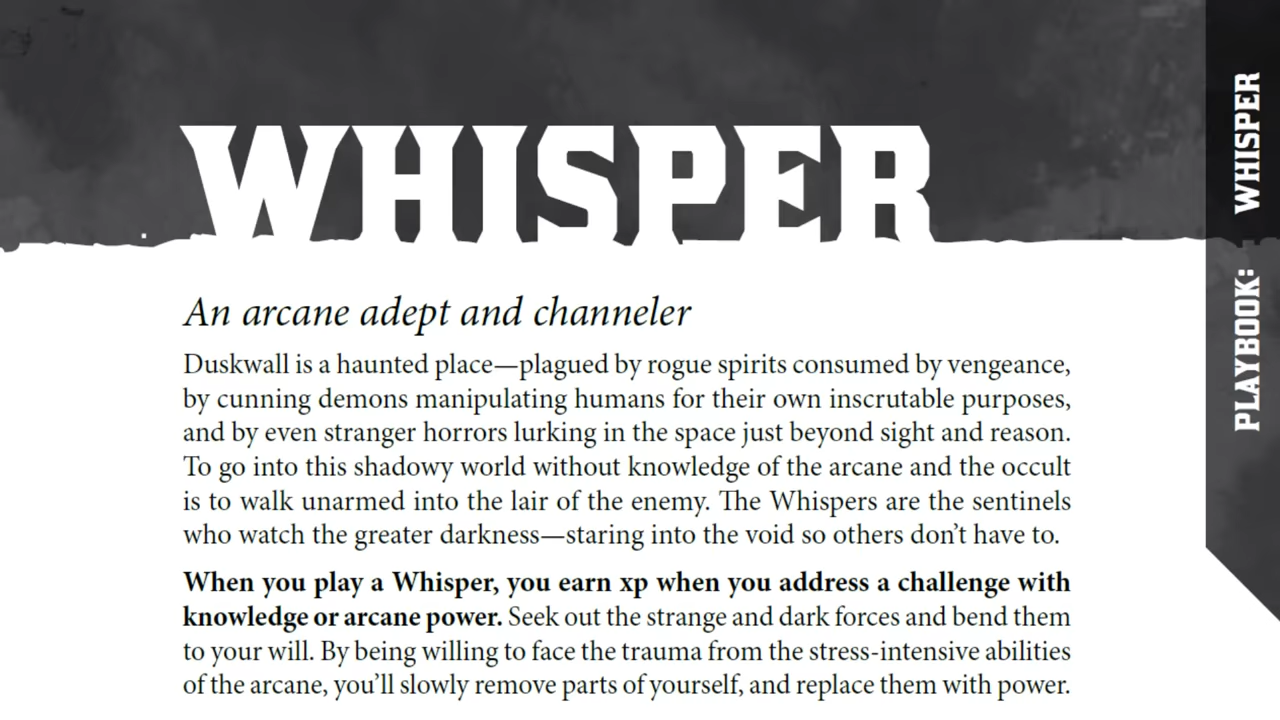 WHISPER
An arcane adept and channeler
Duskwall is a haunted place—plagued by rogue spirits consumed by vengeance,
by cunning demons manipulating humans for their own inscrutable purposes,
and by even stranger horrors lurking in the space just beyond sight and reason.
To go into this shadowy world without knowledge of the arcane and the occult
is to walk unarmed into the lair of the enemy. The Whispers are the sentinels
who watch the greater darkness—staring into the void so others don’t have to.
When you play a Whisper, you earn xp when you address a challenge with
knowledge or arcane power. Seek out the strange and dark forces and bend them
to your will. By being willing to face the trauma from the stress-intensive abilities
of the arcane, you’ll slowly remove parts of yourself, and replace them with power.
PLAYBOOK: WHISPER